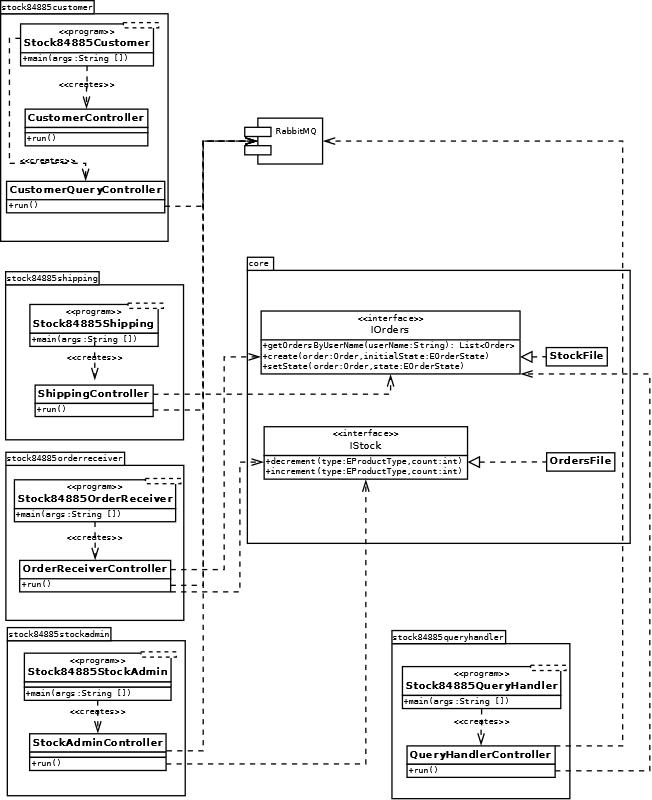 stock84885customer
<<program>>
Stock84885Customer
+main(args:String [])
<<creates>>
CustomerController
+run()
<<creates>>
CustomerQueryController
+run()
RabbitMQ
stock84885shipping
<<program>>
Stock84885Shipping
+main(args:String [])
<<creates>>
ShippingController
+run()
core
<<interface>>
IOrders
+getOrdersByUserName(userName:String): List<Order>
+create(order:Order,initialState:EOrderState)
+setState(order:Order,state:EOrderState)
StockFile
<<interface>>
IStock
+decrement(type:EProductType,count:int)
+increment(type:EProductType,count:int)
OrdersFile
stock84885orderreceiver
<<program>>
Stock84885OrderReceiver
+main(args:String [])
<<creates>>
OrderReceiverController
+run()
stock84885stockadmin
<<program>>
Stock84885StockAdmin
+main(args:String [])
<<creates>>
StockAdminController
+run()
stock84885queryhandler
<<program>>
Stock84885QueryHandler
+main(args:String [])
<<creates>>
QueryHandlerController
+run()